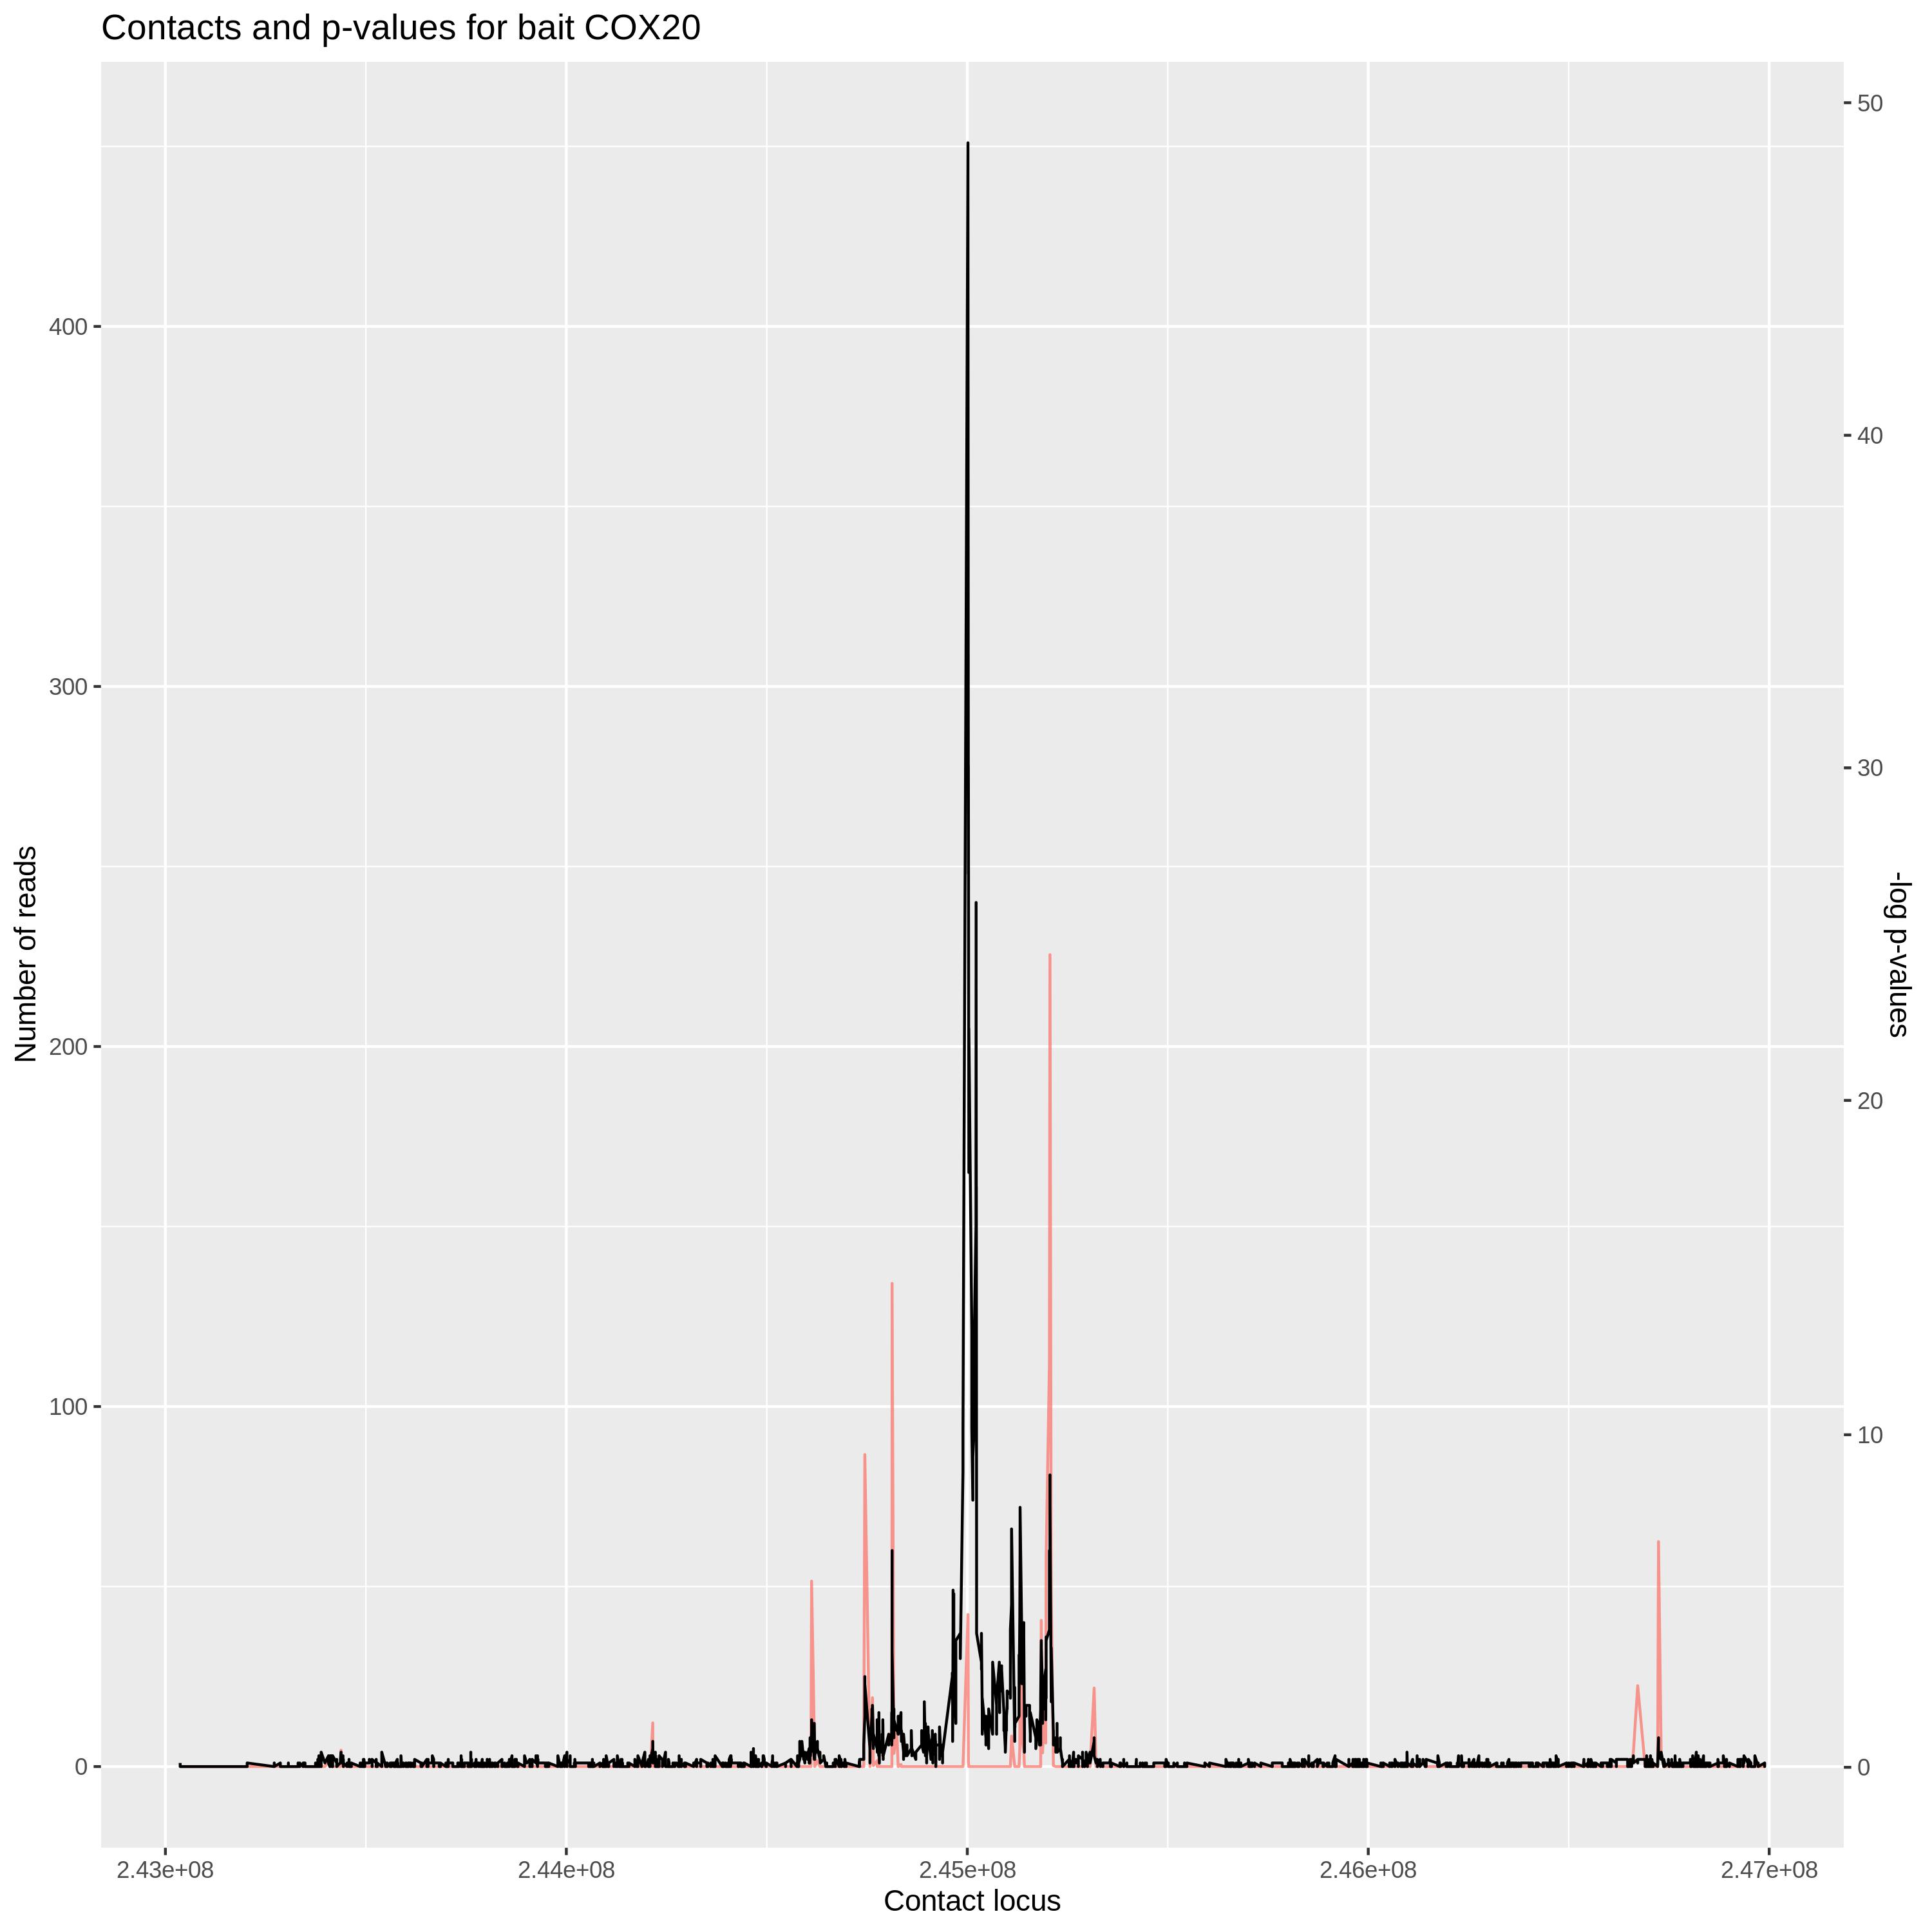 Contacts and p-values for bait COX20
Number of reads
400
300
200
100
0
50
40
30
20
10
0
-log p-values
2.43e+08
2.44e+08
2.45e+08
2.46e+08
2.47e+08
Contact locus